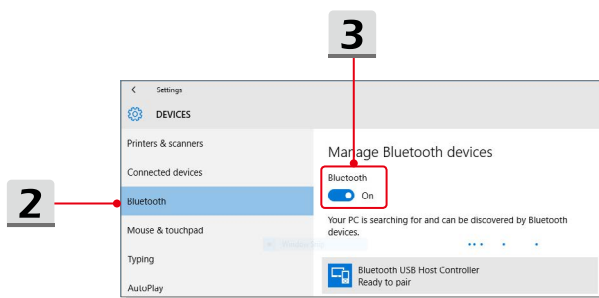 3
Settings
DEVICES
Printers & scanners
Connected devices
Bluetooth
Mouse & touchpad
Typing
AutoPlay
2
Manage Bluetooth devices
Bluetooth
On
Your PC is searching for and can be discovered by Bluetooth
devices.
Bluetooth USB Host Controller
Ready to pair